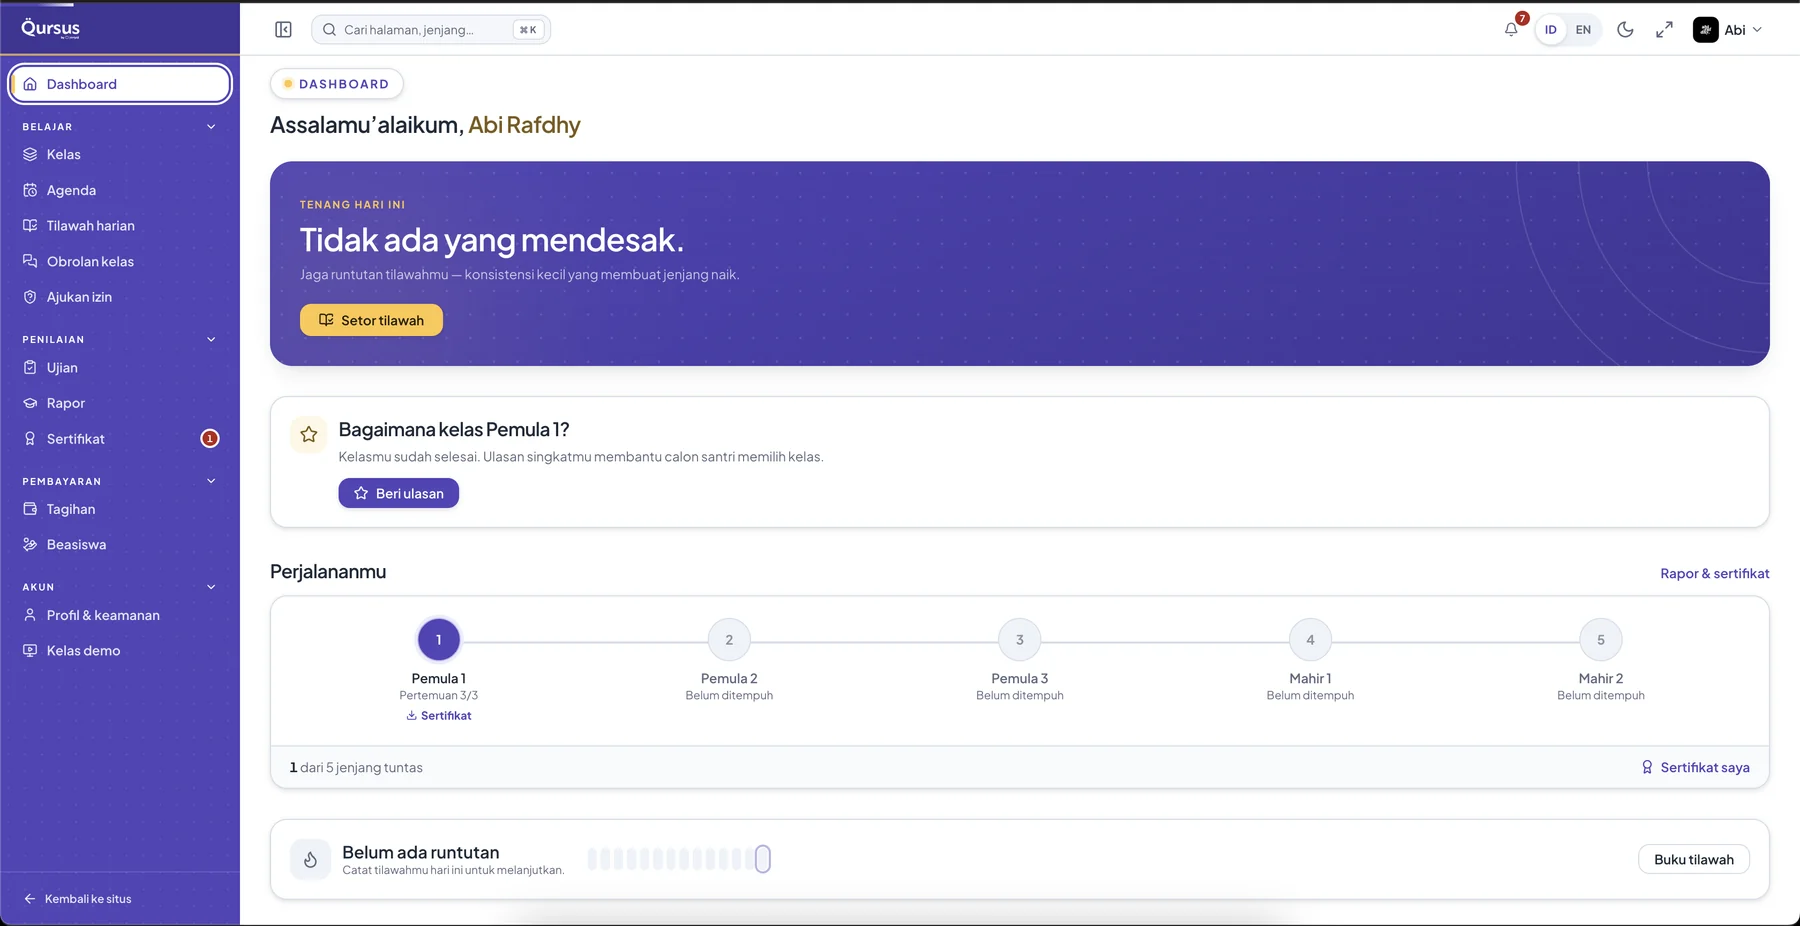 Qursus
Cari halaman, jenjang...
⌘ K
7
ID
EN
Abi
Dashboard
BELAJAR
Kelas
Agenda
Tilawah harian
Obrolan kelas
Ajukan izin
PENILAIAN
Ujian
Rapor
Sertifikat
1
PEMBAYARAN
Tagihan
Beasiswa
AKUN
Profil & keamanan
Kelas demo
Kembali ke situs
DASHBOARD
Assalamu’alaikum, Abi Rafdhy
TENANG HARI INI
Tidak ada yang mendesak.
Jaga runtutan tilawahmu — konsistensi kecil yang membuat jenjang naik.
Setor tilawah
Bagaimana kelas Pemula 1?
Kelasmu sudah selesai. Ulasan singkatmu membantu calon santri memilih kelas.
Beri ulasan
Perjalananmu
Rapor & sertifikat
1
Pemula 1
Pertemuan 3/3
Sertifikat
2
Pemula 2
Belum ditempuh
3
Pemula 3
Belum ditempuh
4
Mahir 1
Belum ditempuh
5
Mahir 2
Belum ditempuh
1 dari 5 jenjang tuntas
Sertifikat saya
Belum ada runtutan
Catat tilawahmu hari ini untuk melanjutkan.
Buku tilawah